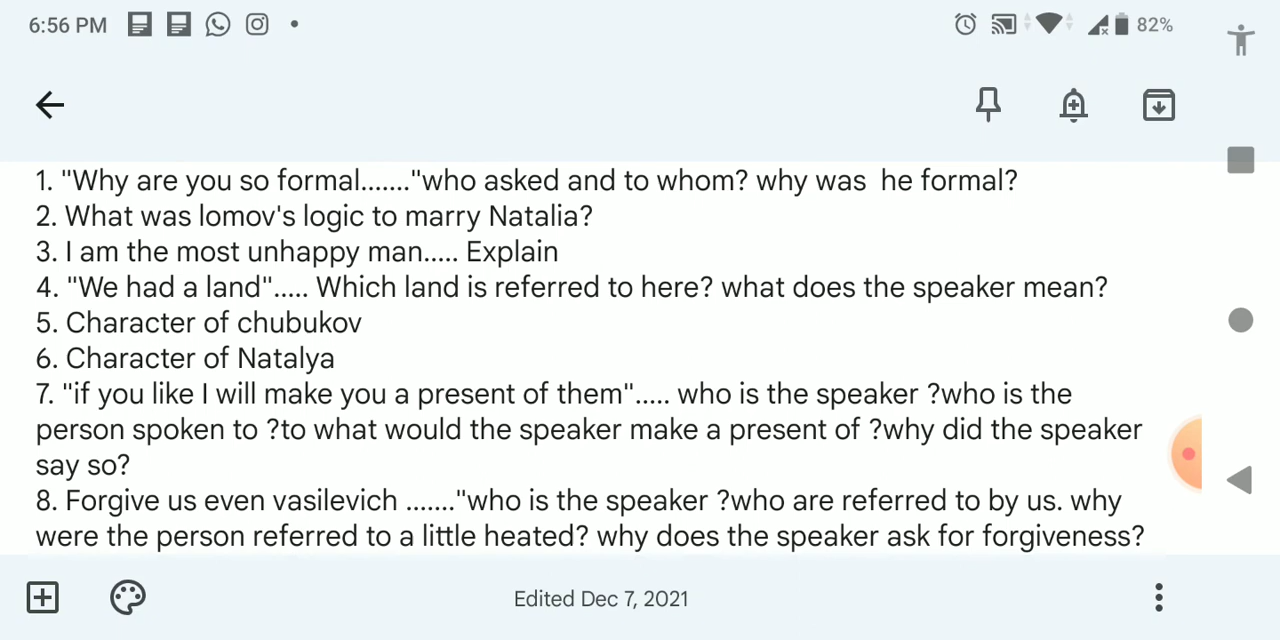 6:56 PM
82%
1. "Why are you so formal......."who asked and to whom? why was  he formal?
2. What was lomov's logic to marry Natalia?
3. I am the most unhappy man..... Explain
4. "We had a land"..... Which land is referred to here? what does the speaker mean?
5. Character of chubukov
6. Character of Natalya
7. "if you like I will make you a present of them"..... who is the speaker ?who is the
person spoken to ?to what would the speaker make a present of ?why did the speaker
say so?
8. Forgive us even vasilevich ......."who is the speaker ?who are referred to by us. why
were the person referred to a little heated? why does the speaker ask for forgiveness?
Edited Dec 7, 2021